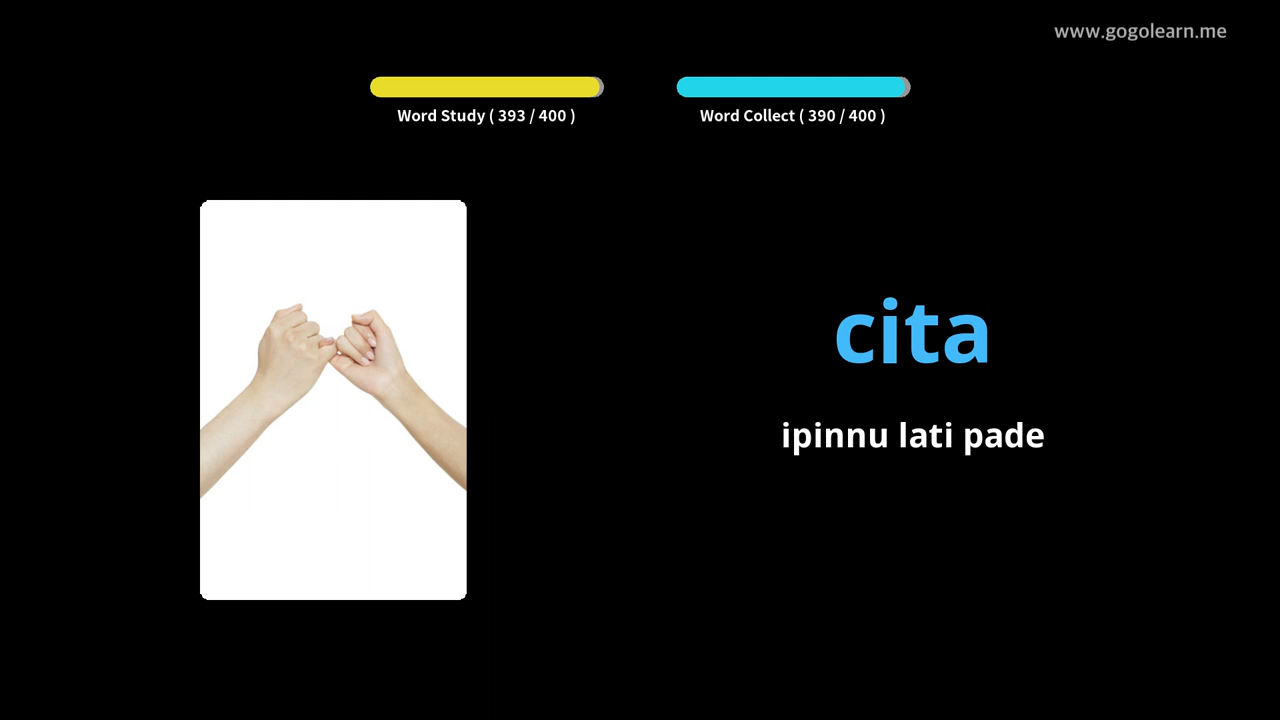 www.gogolearn.me
Word Study ( 393 / 400 )
Word Collect ( 390 / 400 )
cita
ipinnu lati pade